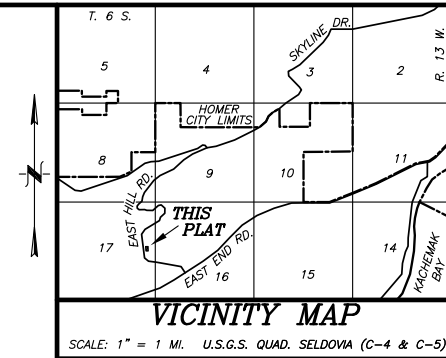 T. 6 S.
SKYLINE DR.
R. 13 W.
5
4
3
2
HOMER
CITY LIMITS
N
8
9
10
11
EAST HILL RD.
THIS
PLAT
17
16
EAST END RD.
15
14
KACHEMAK
BAY
VICINITY MAP
SCALE: 1" = 1 MI. U.S.G.S. QUAD. SELDOVIA (C-4 & C-5)